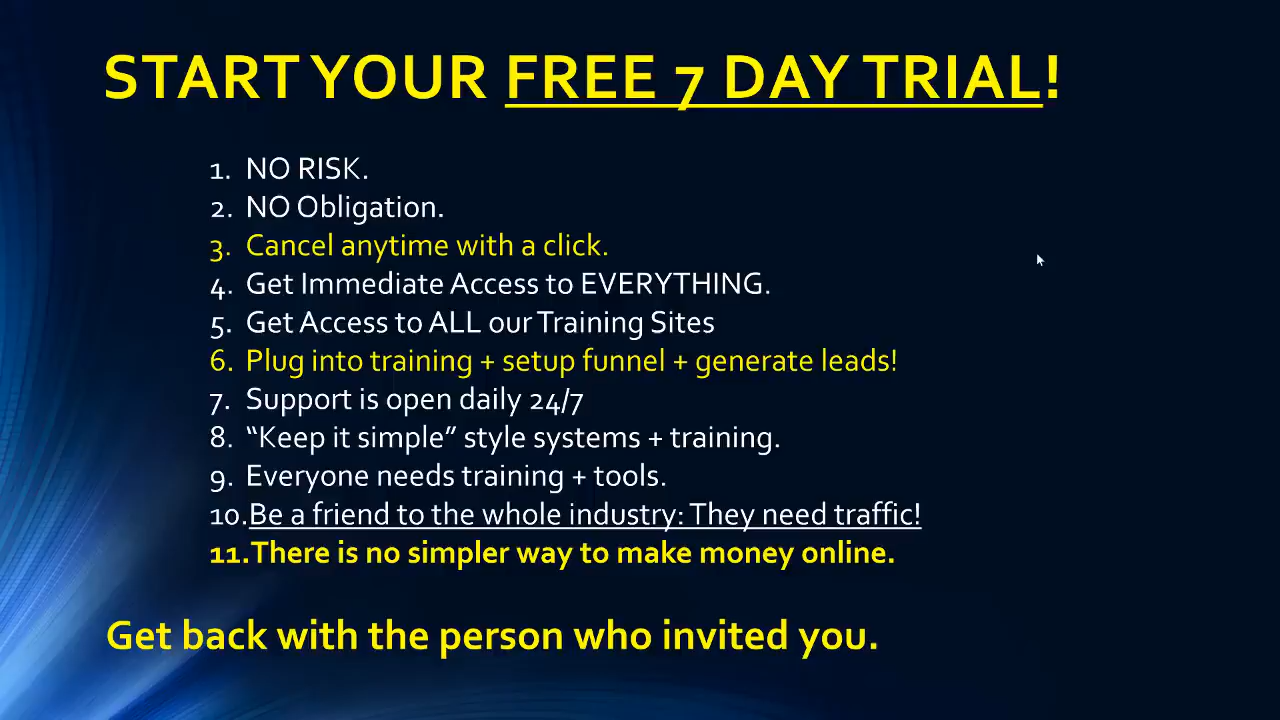 START YOUR FREE 7 DAY TRIAL!
1. NO RISK.
2. NO Obligation.
3. Cancel anytime with a click.
4. Get Immediate Access to EVERYTHING.
5. Get Access to ALL our Training Sites
6. Plug into training + setup funnel + generate leads!
7. Support is open daily 24/7
8. “Keep it simple” style systems + training.
9. Everyone needs training + tools.
10.Be a friend to the whole industry: They need traffic!
11.There is no simpler way to make money online.
Get back with the person who invited you.